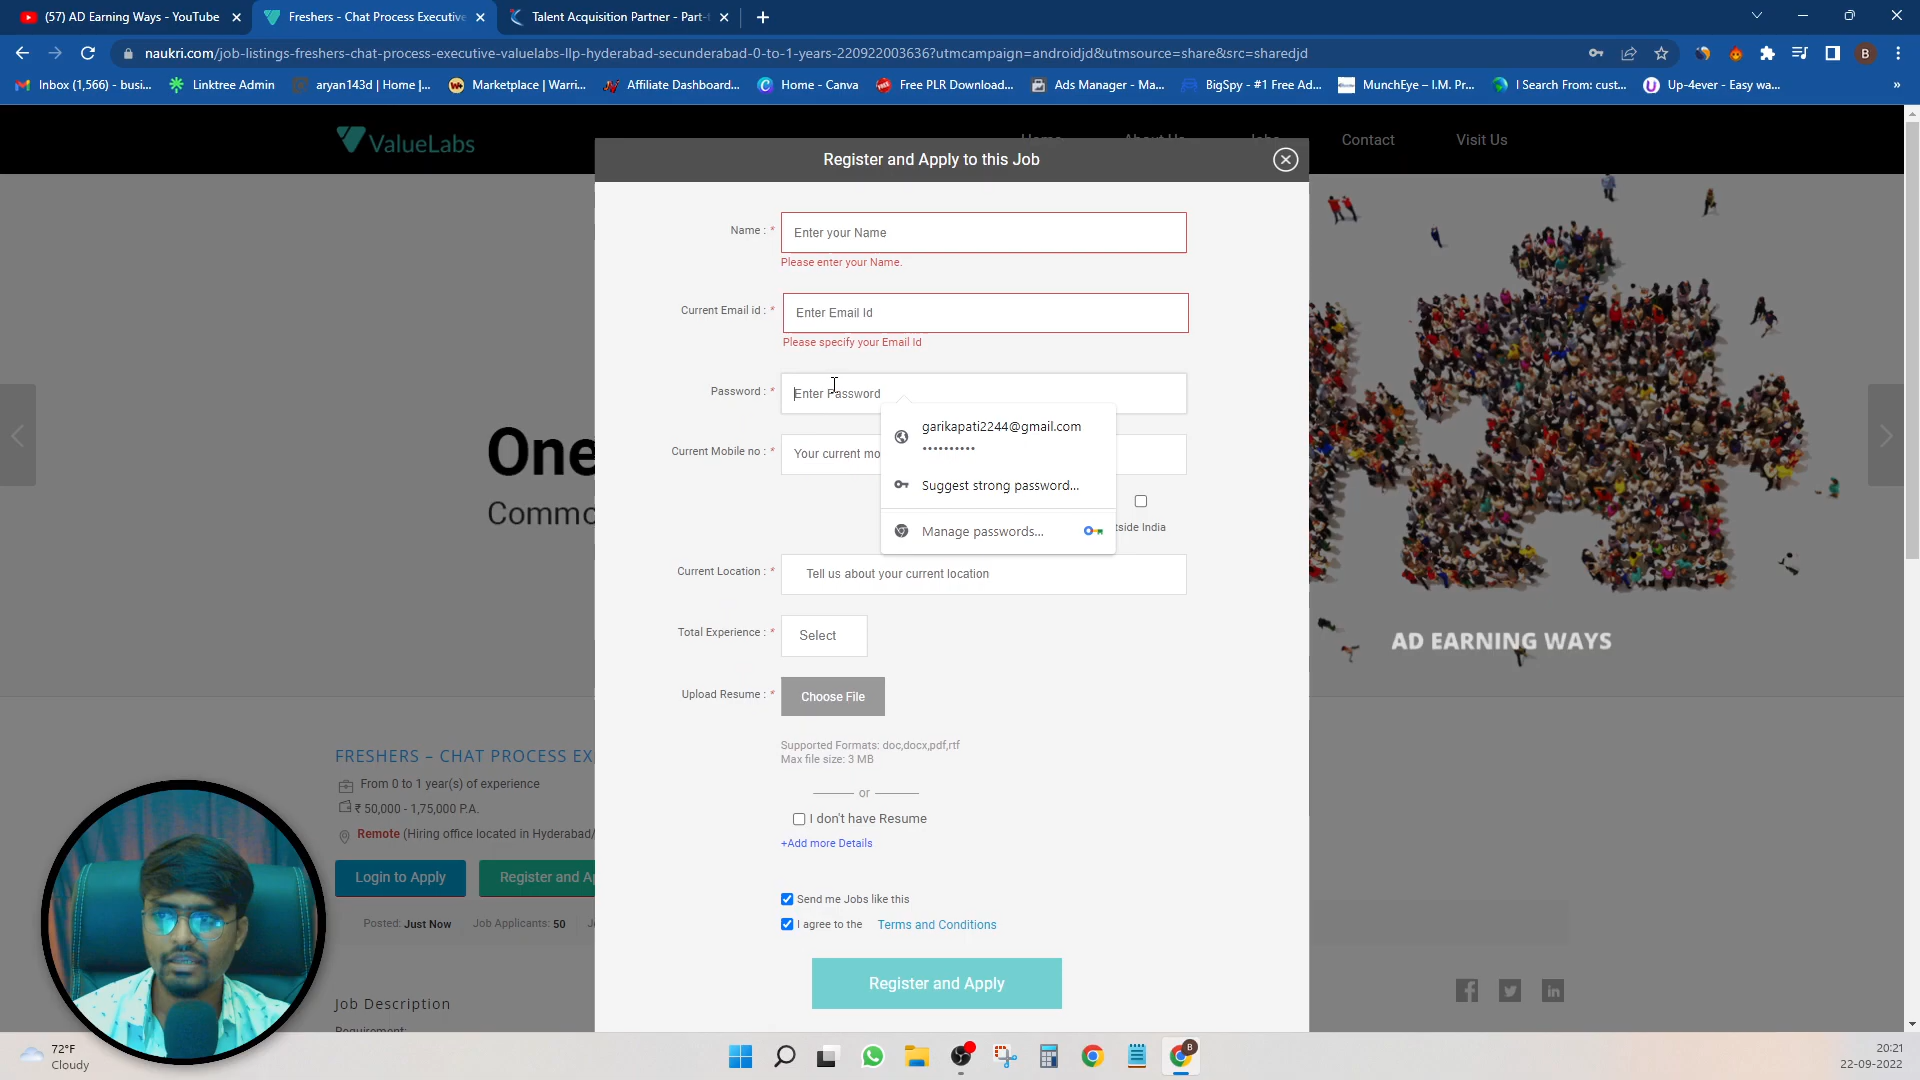 (57) AD Earning Ways - YouTube
Freshers - Chat Process Executive
Talent Acquisition Partner - Part-t
naukri.com/job-listings-freshers-chat-process-executive-valuelabs-llp-hyderabad-secunderabad-0-to-1-years-220922003636?utmcampaign=androidjd&utmsource=share&src=sharedjd
B
Inbox (1,566) - busi...
Linktree Admin
aryan143d | Home |...
Marketplace | Warri...
Affiliate Dashboard...
Home - Canva
Free PLR Download...
Ads Manager - Ma...
BigSpy - #1 Free Ad...
MunchEye – I.M. Pr...
I Search From: cust...
Up-4ever - Easy wa...
»
ValueLabs
Home
About Us
Jobs
Contact
Visit Us
Register and Apply to this Job
Name : *
Enter your Name
Please enter your Name.
Current Email id : *
Enter Email Id
Please specify your Email Id
Password : *
Enter Password
garikapati2244@gmail.com
••••••••••
Suggest strong password...
Manage passwords...
Current Mobile no : *
Your current mo
tside India
Current Location : *
Tell us about your current location
Total Experience : *
Select
Upload Resume : *
Choose File
Supported Formats: doc,docx,pdf,rtf
Max file size: 3 MB
or
I don't have Resume
+Add more Details
Send me Jobs like this
I agree to the Terms and Conditions
Register and Apply
One
Commo
AD EARNING WAYS
FRESHERS – CHAT PROCESS EX
From 0 to 1 year(s) of experience
₹ 50,000 - 1,75,000 P.A.
Remote (Hiring office located in Hyderabad/
Login to Apply
Register and Ap
Posted: Just Now
Job Applicants: 50
Job Description
Requirement:
72°F
Cloudy
B
20:21
22-09-2022